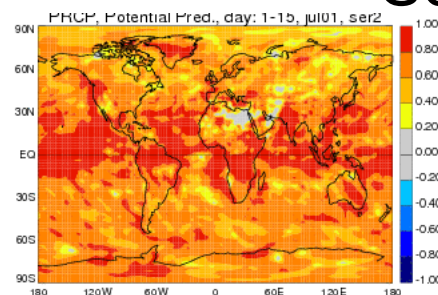 PRCP, Potential Pred., day: 1-15, jul01, ser2
90N
60N
30N
EQ
30S
60S
90S
180 120W 60W 0 60E 120E 180
1.00
0.80
0.60
0.40
0.20
-0.20
-0.40
-0.60
-0.80
-1.00